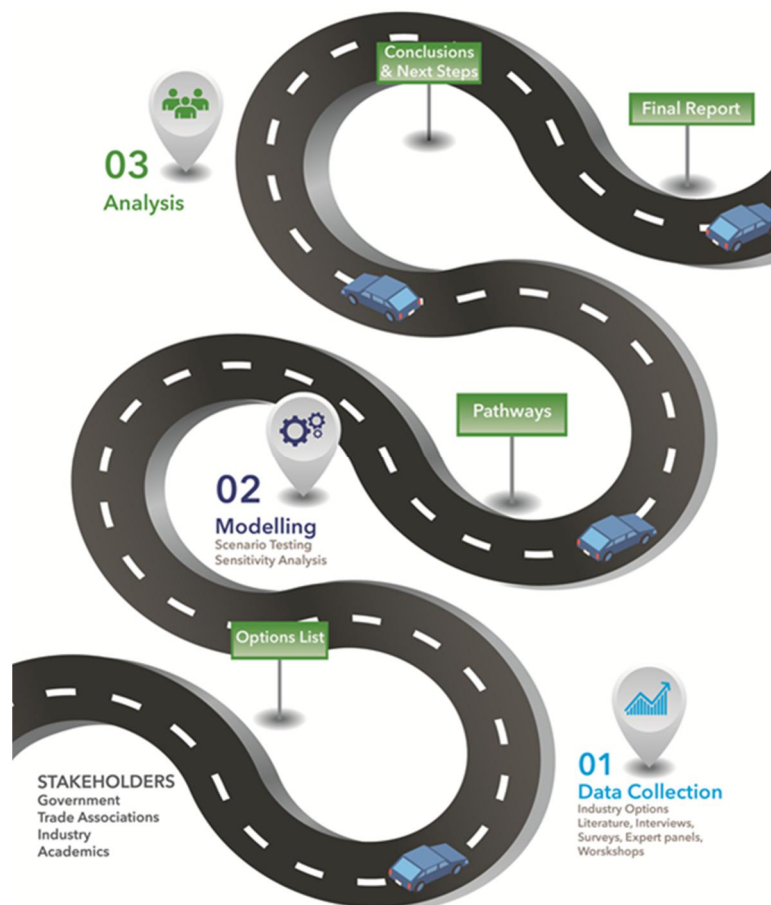 Conclusions
& Next Steps
Final Report
03
Analysis
Pathways
02
Modelling
Scenario Testing
Sensitivity Analysis
Options List
STAKEHOLDERS
Government
Trade Associations
Industry
Academics
01
Data Collection
Industry Options
Literature, Interviews,
Surveys, Expert panels,
Worskshops